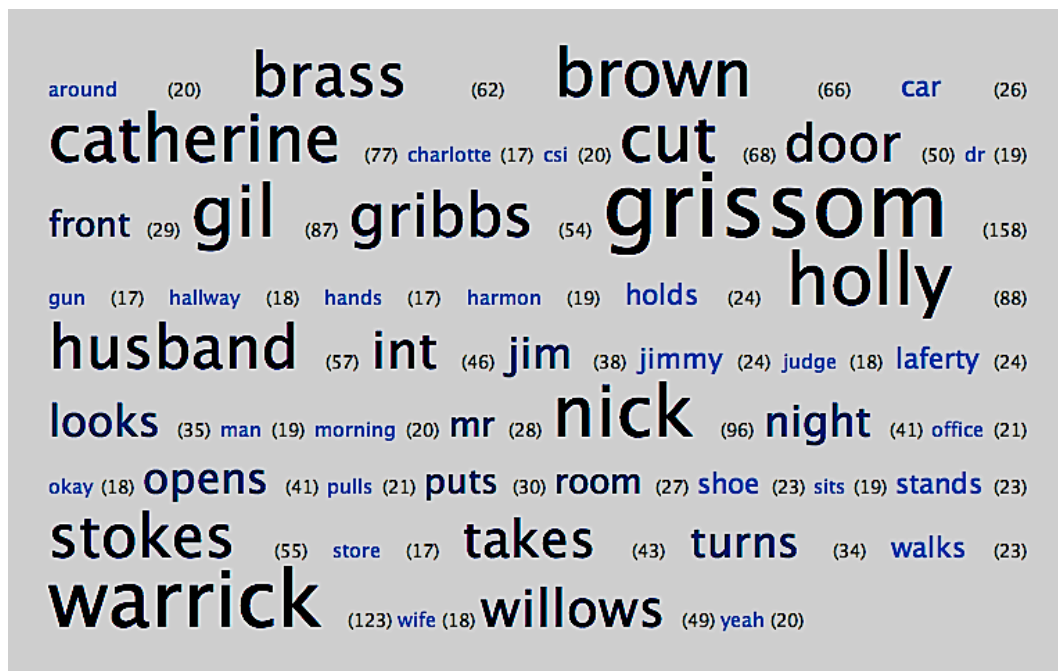 around (20) brass (62) brown (66) car (26)
catherine (77) charlotte (17) csi (20) cut (68) door (50) dr (19)
front (29) gil (87) gribbs (54) grissom (158)
gun (17) hallway (18) hands (17) harmon (19) holds (24) holly (88)
husband (57) int (46) jim (38) jimmy (24) judge (18) laferty (24)
looks (35) man (19) morning (20) mr (28) nick (96) night (41) office (21)
okay (18) opens (41) pulls (21) puts (30) room (27) shoe (23) sits (19) stands (23)
stokes (55) store (17) takes (43) turns (34) walks (23)
warrick (123) wife (18) willows (49) yeah (20)